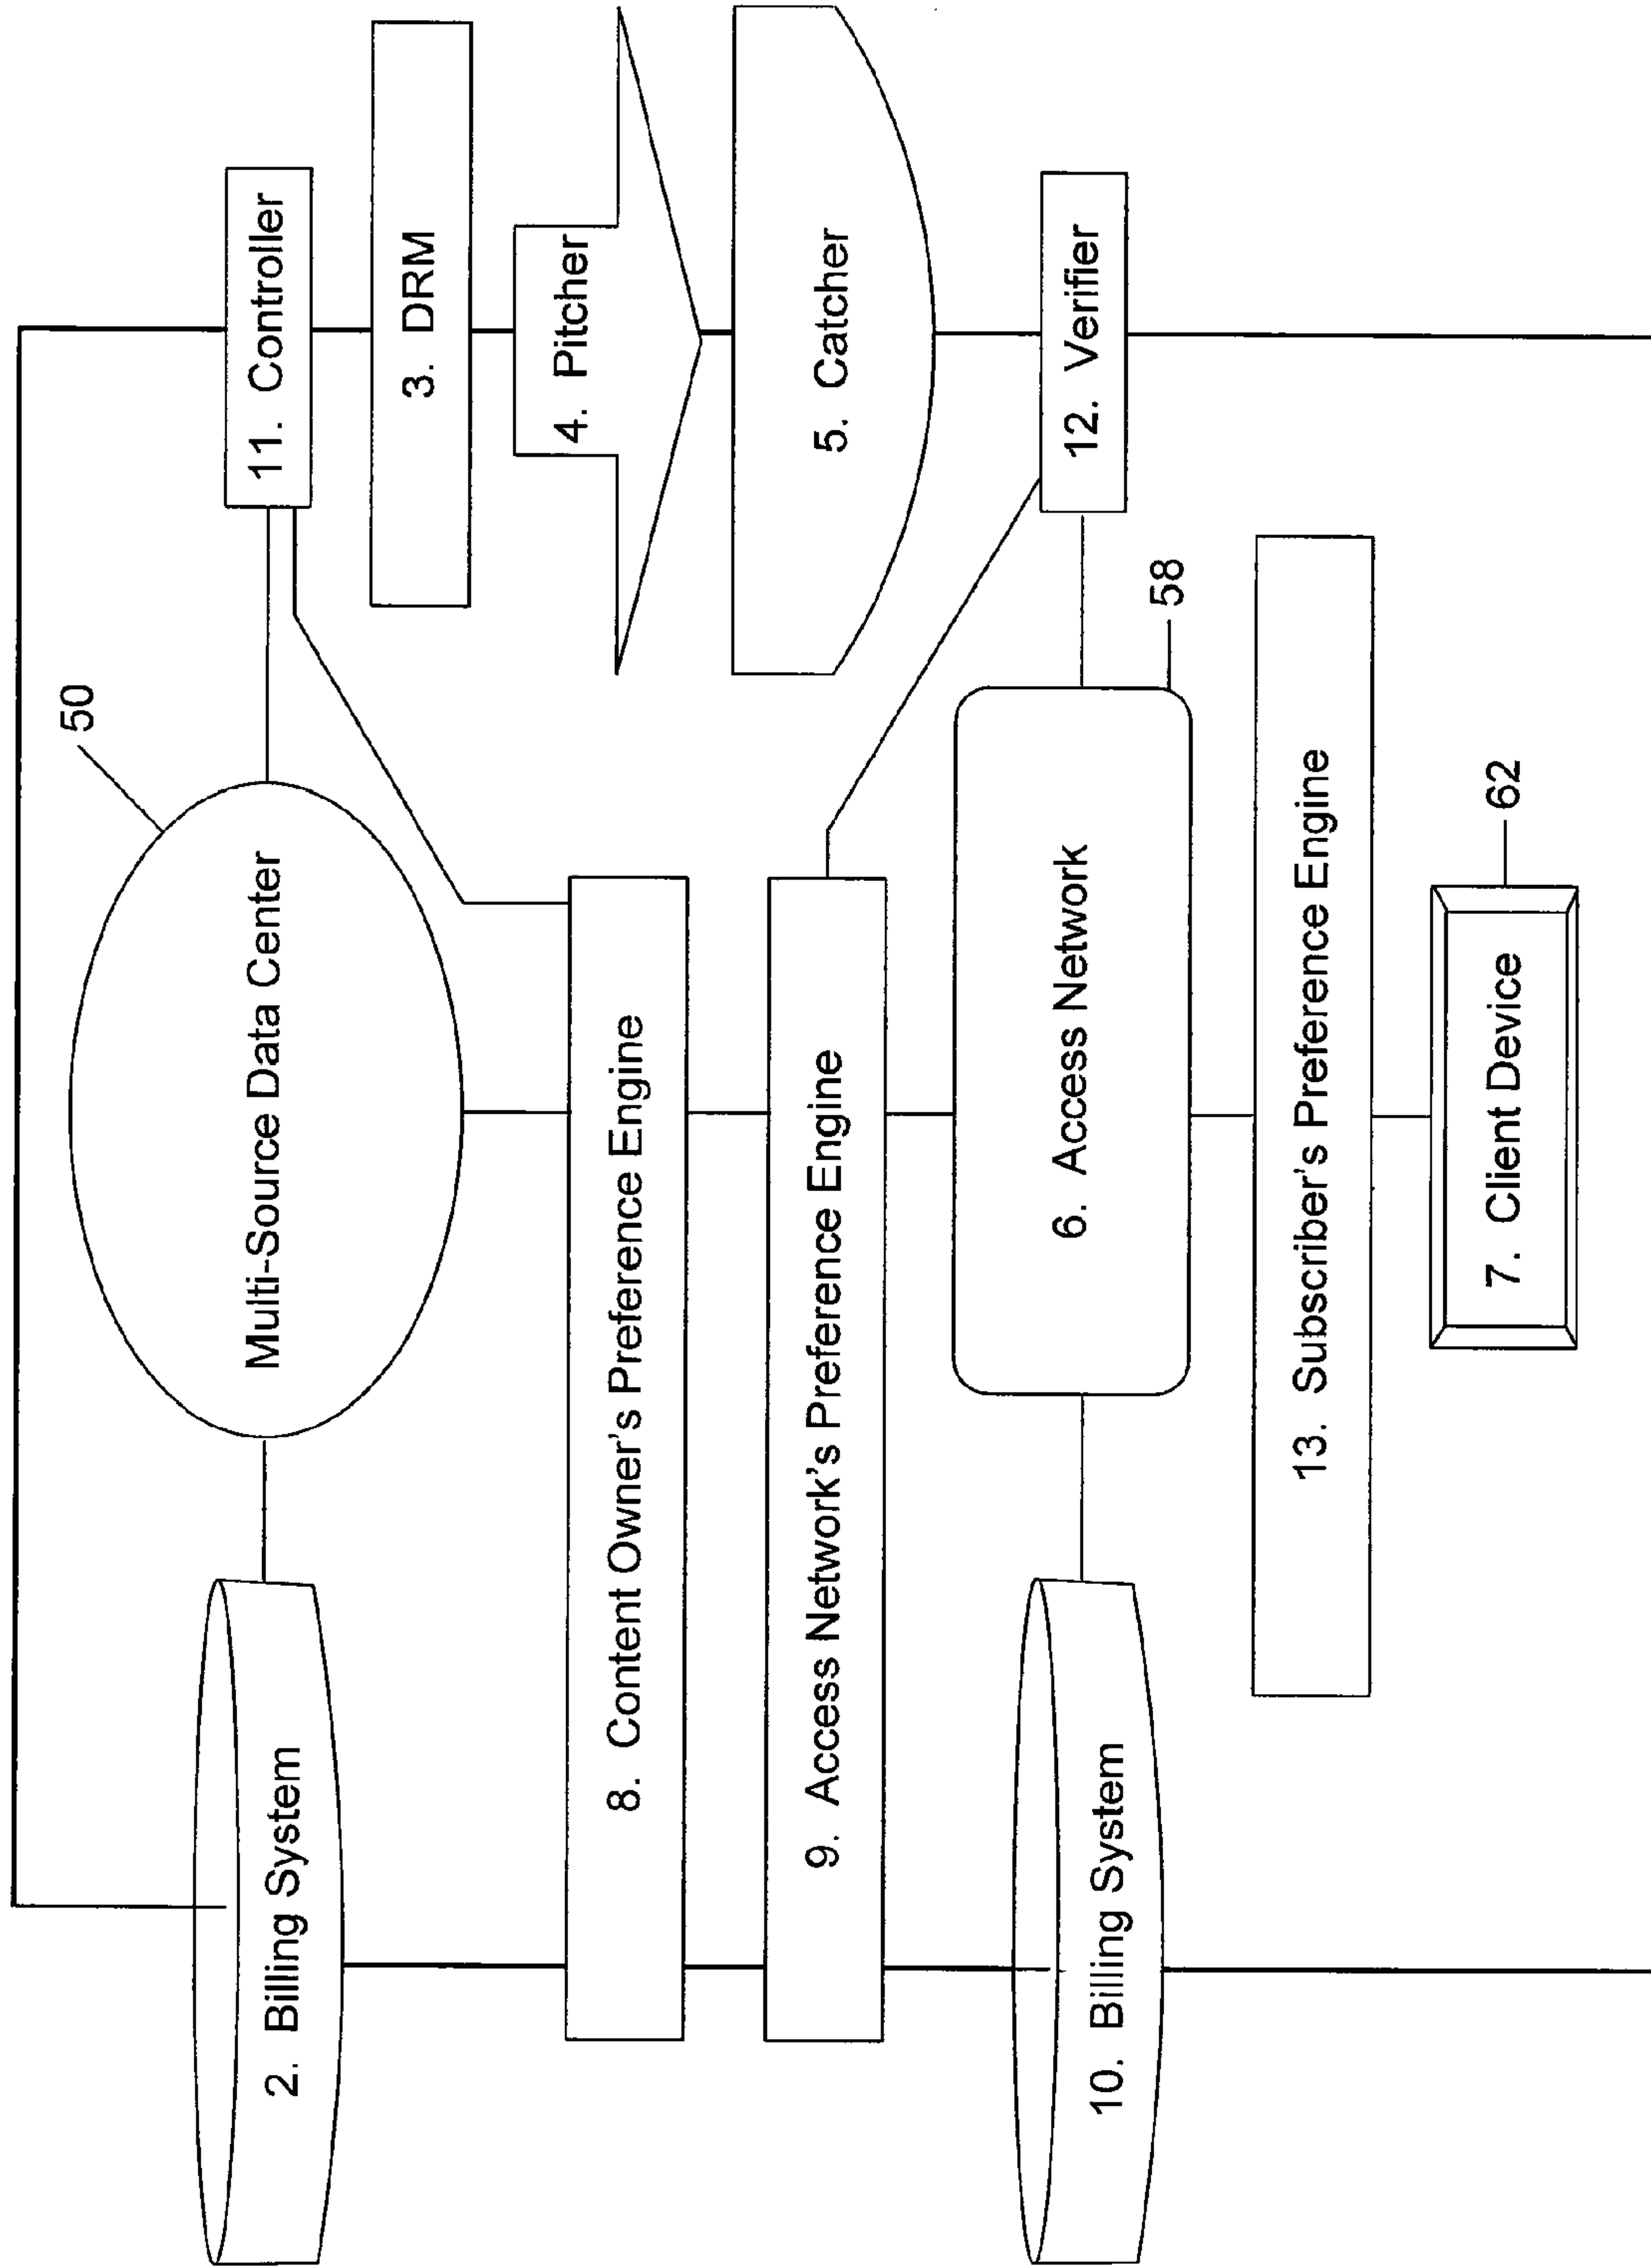 50
2. Billing System
Multi-Source Data Center
11. Controller
3. DRM
4. Pitcher
8. Content Owner's Preference Engine
9. Access Network's Preference Engine
5. Catcher
10. Billing System
6. Access Network
12. Verifier
58
13. Subscriber's Preference Engine
7. Client Device
62